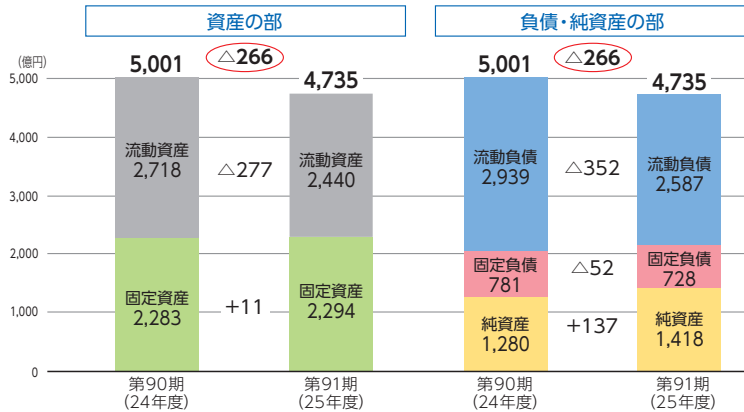 資産の部
負債・純資産の部
(億円)
5,000
4,000
3,000
2,000
1,000
0
5,001
△266
4,735
流動資産
2,718
△277
流動資産
2,440
固定資産
2,283
+11
固定資産
2,294
第90期
(24年度)
第91期
(25年度)
5,001
△266
4,735
流動負債
2,939
△352
流動負債
2,587
固定負債
781
△52
固定負債
728
純資産
1,280
+137
純資産
1,418
第90期
(24年度)
第91期
(25年度)